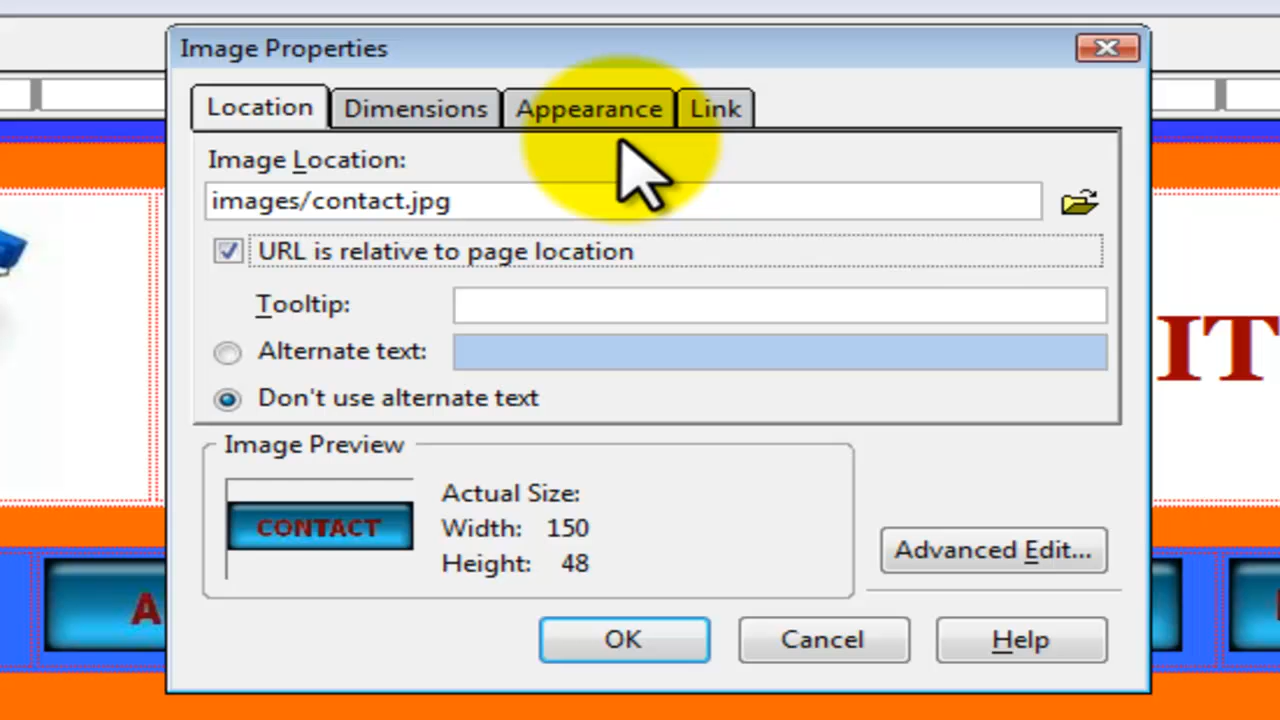 Image Properties
Location Dimensions Appearance Link
Image Location:
images/contact.jpg
URL is relative to page location
Tooltip:
IT
Alternate text:
Don't use alternate text
Image Preview
Actual Size:
CONTACT
Width: 150
Height: 48
Advanced Edit...
A
OK Cancel Help